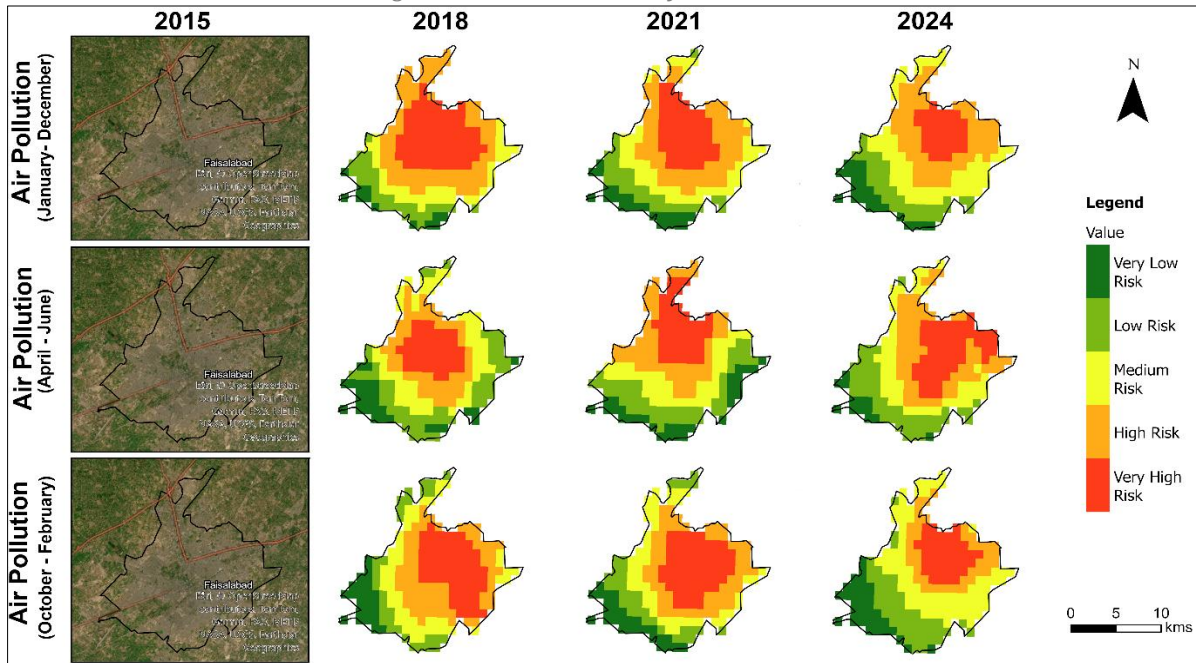 2015
2018
2021
2024
Air Pollution
(January- December)
Faisalabad
N
Legend
Value
Very Low
Risk
Low Risk
Medium
Risk
High Risk
Very High
Risk
Air Pollution
(April - June)
Faisalabad
Air Pollution
(October - February)
Faisalabad
0 5 10
kms